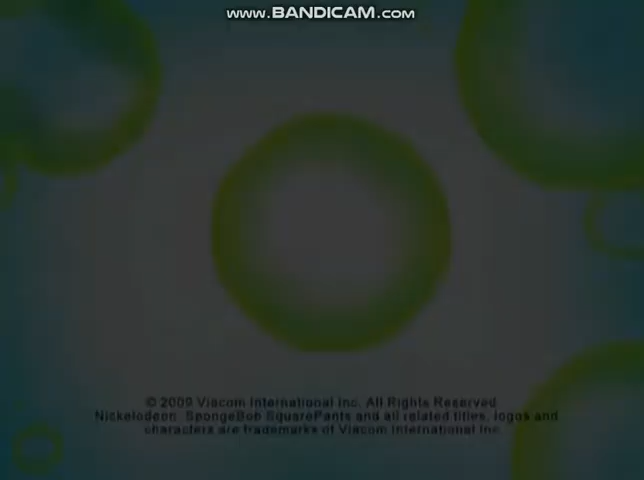 www.BANDICAM.com
© 2009 Viacom International Inc. All Rights Reserved.
Nickelodeon, SpongeBob SquarePants and all related titles, logos and
characters are trademarks of Viacom International Inc.